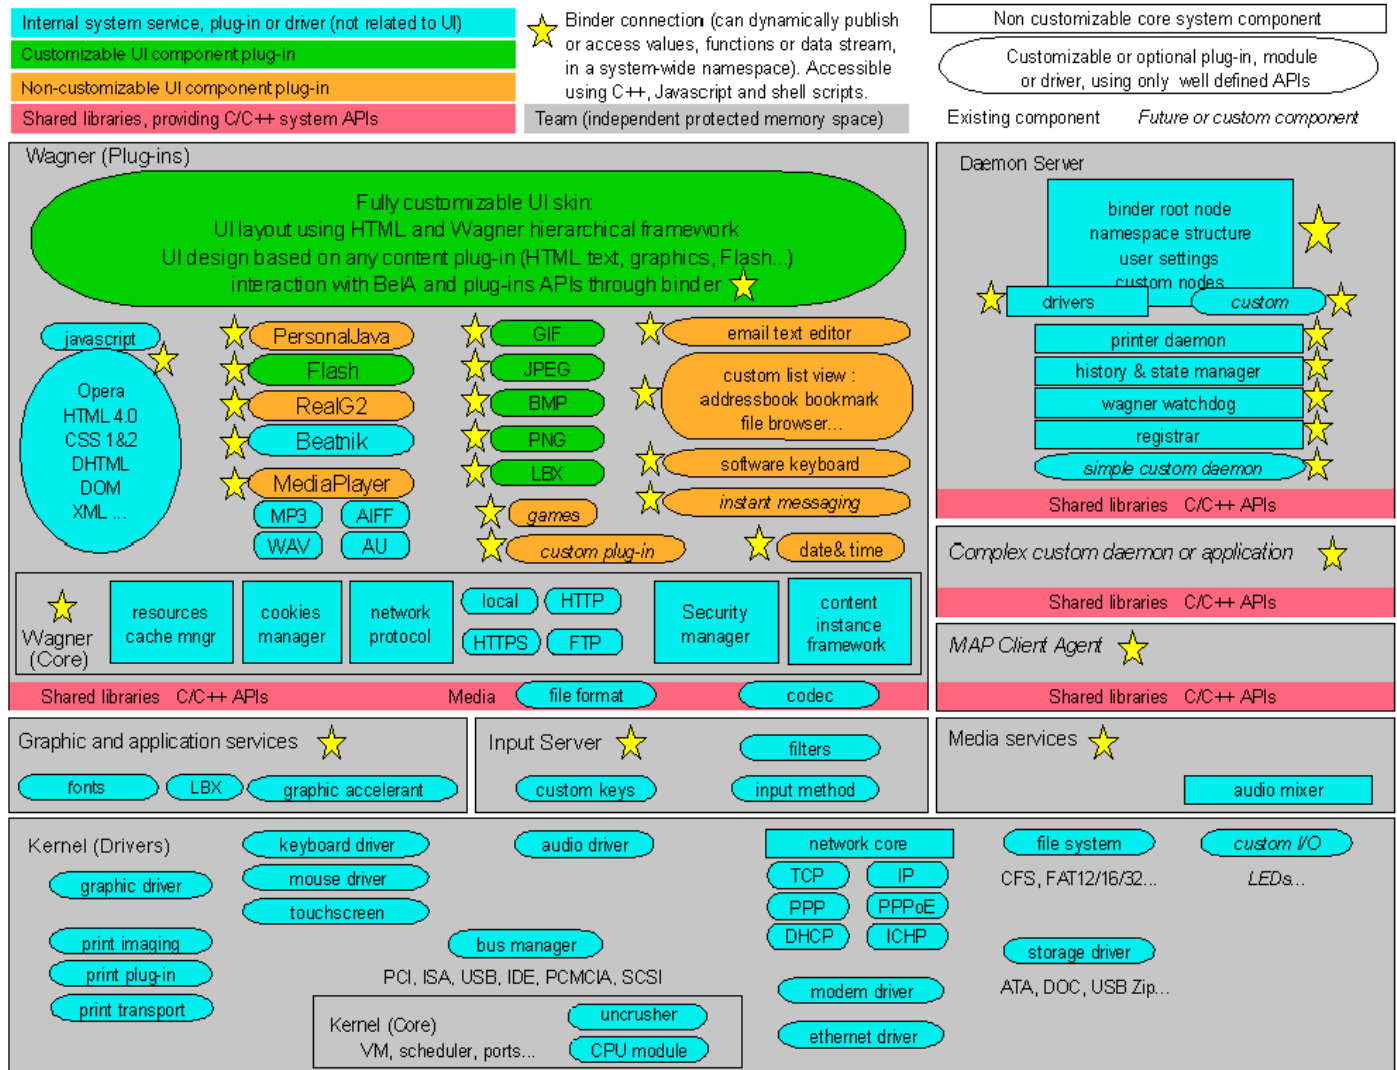 Internal system service, plug-in or driver (not related to UI)
Customizable UI component plug-in
Non-customizable UI component plug-in
Shared libraries, providing C/C++ system APIs
Binder connection (can dynamically publish
or access values, functions or data stream,
in a system-wide namespace). Accessible
using C++, Javascript and shell scripts.
Team (independent protected memory space)
Non customizable core system component
Customizable or optional plug-in, module
or driver, using only well defined APIs
Existing component
Future or custom component
Wagner (Plug-ins)
Fully customizable UI skin:
UI layout using HTML and Wagner hierarchical framework
UI design based on any content plug-in (HTML text, graphics, Flash...)
interaction with BeIA and plug-ins APIs through binder
javascript
Opera
HTML 4.0
CSS 1&2
DHTML
DOM
XML ...
PersonalJava
Flash
RealG2
Beatnik
MediaPlayer
MP3
AIFF
WAV
AU
GIF
JPEG
BMP
PNG
LBX
games
custom plug-in
email text editor
custom list view :
addressbook bookmark
file browser...
software keyboard
instant messaging
date& time
Wagner
(Core)
resources
cache mngr
cookies
manager
network
protocol
local
HTTP
HTTPS
FTP
Security
manager
content
instance
framework
Shared libraries C/C++ APIs
Media
file format
codec
Daemon Server
binder root node
namespace structure
user settings
custom nodes
drivers
custom
printer daemon
history & state manager
wagner watchdog
registrar
simple custom daemon
Shared libraries C/C++ APIs
Complex custom daemon or application
Shared libraries C/C++ APIs
MAP Client Agent
Shared libraries C/C++ APIs
Graphic and application services
fonts
LBX
graphic accelerant
Input Server
filters
custom keys
input method
Media services
audio mixer
Kernel (Drivers)
graphic driver
print imaging
print plug-in
print transport
keyboard driver
mouse driver
touchscreen
audio driver
bus manager
PCI, ISA, USB, IDE, PCMCIA, SCSI
Kernel (Core)
VM, scheduler, ports...
uncrusher
CPU module
network core
TCP
IP
PPP
PPPoE
DHCP
ICHP
modem driver
ethernet driver
file system
CFS, FAT12/16/32...
storage driver
ATA, DOC, USB Zip...
custom I/O
LEDs...